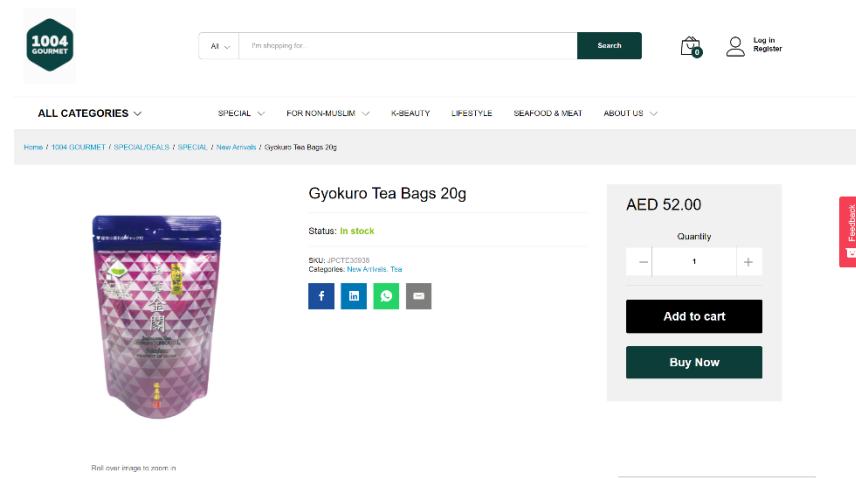 1004
GOURMET
All
I'm shopping for...
Search
0
Log in
Register
ALL CATEGORIES
SPECIAL
FOR NON-MUSLIM
K-BEAUTY
LIFESTYLE
SEAFOOD & MEAT
ABOUT US
Home / 1004 GOURMET / SPECIAL/DEALS / SPECIAL / New Arrivals / Gyokuro Tea Bags 20g
Gyokuro Tea Bags 20g
Status: In stock
SKU: JPCTE30938
Categories: New Arrivals, Tea
AED 52.00
Quantity
1
Add to cart
Buy Now
Feedback
Roll over image to zoom in